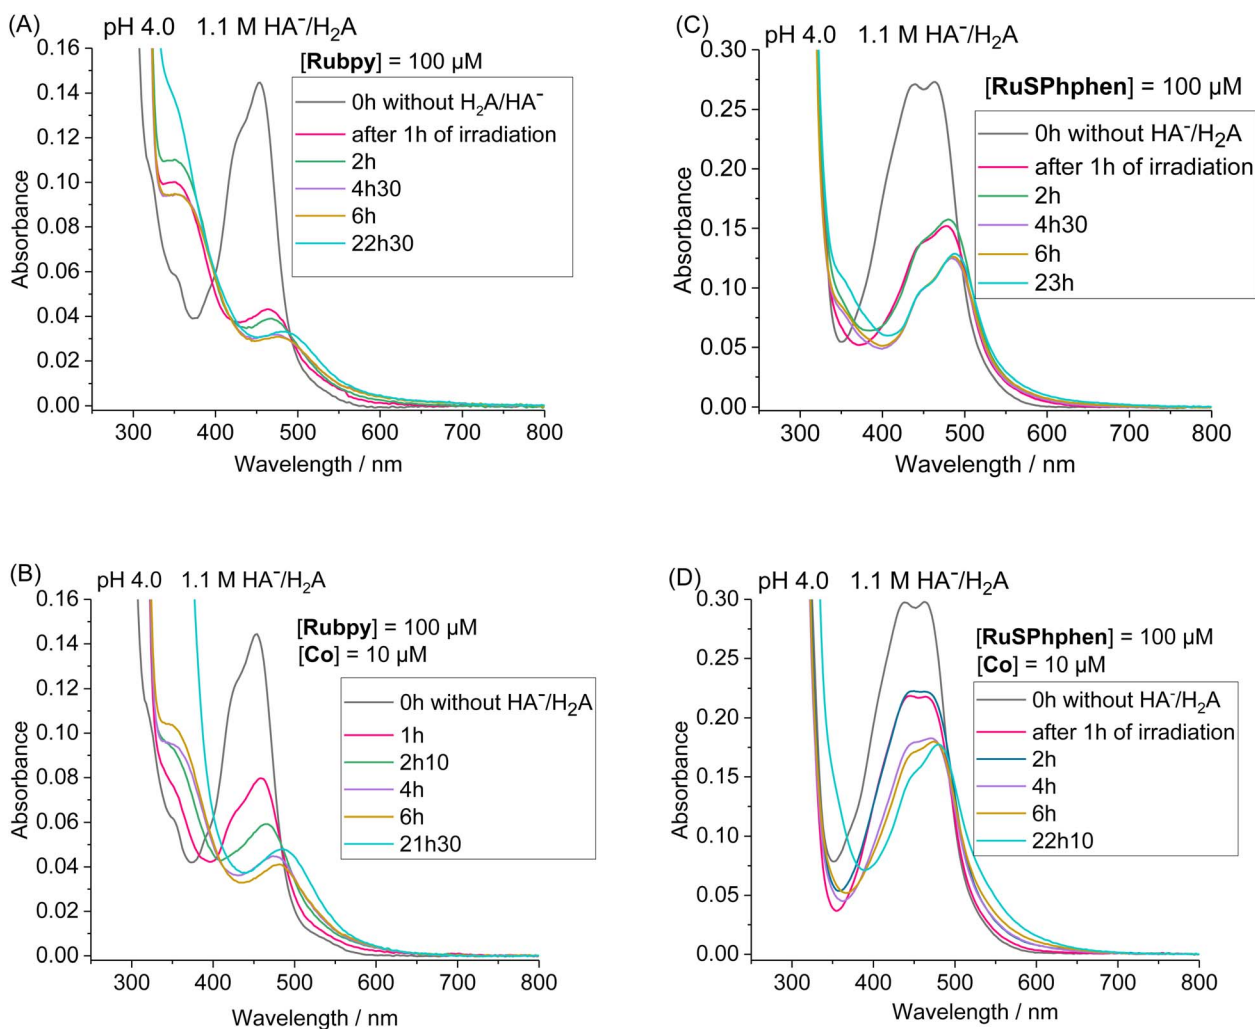 (A)
pH 4.0 1.1 M HA⁻/H₂A
[Rubpy] = 100 µM
0h without H₂A/HA⁻
after 1h of irradiation
2h
4h30
6h
22h30
0.16
0.14
0.12
0.10
0.08
0.06
0.04
0.02
0.00
Absorbance
300 400 500 600 700 800
Wavelength / nm
(C)
pH 4.0 1.1 M HA⁻/H₂A
[RuSPhphen] = 100 µM
0h without HA⁻/H₂A
after 1h of irradiation
2h
4h30
6h
23h
0.30
0.25
0.20
0.15
0.10
0.05
0.00
Absorbance
300 400 500 600 700 800
Wavelength / nm
(B)
pH 4.0 1.1 M HA⁻/H₂A
[Rubpy] = 100 µM
[Co] = 10 µM
0h without HA⁻/H₂A
1h
2h10
4h
6h
21h30
0.16
0.14
0.12
0.10
0.08
0.06
0.04
0.02
0.00
Absorbance
300 400 500 600 700 800
Wavelength / nm
(D)
pH 4.0 1.1 M HA⁻/H₂A
[RuSPhphen] = 100 µM
[Co] = 10 µM
0h without HA⁻/H₂A
after 1h of irradiation
2h
4h
6h
22h10
0.30
0.25
0.20
0.15
0.10
0.05
0.00
Absorbance
300 400 500 600 700 800
Wavelength / nm